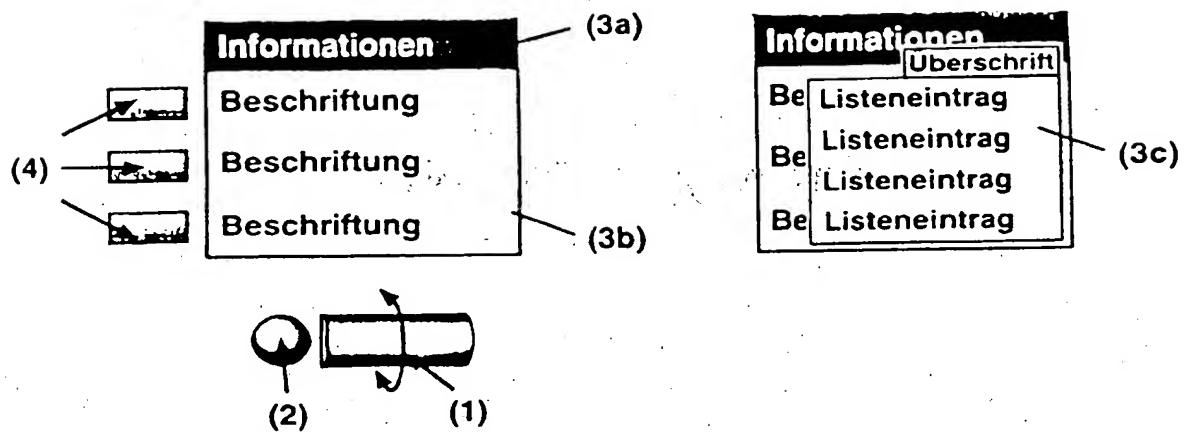 Informationen
(3a)
Beschriftung
Beschriftung
Beschriftung
(4)
(3b)
Informationen
Überschrift
Be
Listeneintrag
Listeneintrag
Be
Listeneintrag
Be
Listeneintrag
(3c)
(2)
(1)